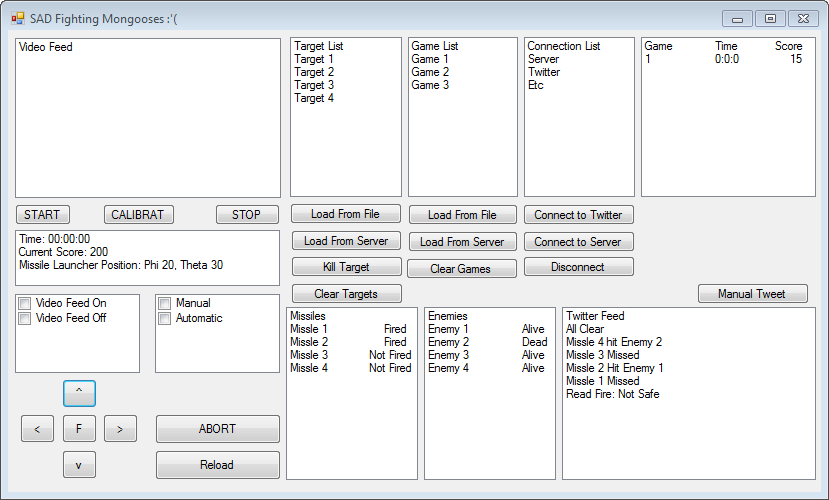 SAD Fighting Mongooses :'(
Video Feed
Target List
Target 1
Target 2
Target 3
Target 4
Game List
Game 1
Game 2
Game 3
Connection List
Server
Twitter
Etc
Game Time Score
1 0:0:0 15
START CALIBRAT STOP
Load From File Load From File Connect to Twitter
Load From Server Load From Server Connect to Server
Kill Target Clear Games Disconnect
Clear Targets Manual Tweet
Time: 00:00:00
Current Score: 200
Missile Launcher Position: Phi 20, Theta 30
Video Feed On
Video Feed Off
Manual
Automatic
^
< F >
v
ABORT
Reload
Missiles
Missle 1 Fired
Missle 2 Fired
Missle 3 Not Fired
Missle 4 Not Fired
Enemies
Enemy 1 Alive
Enemy 2 Dead
Enemy 3 Alive
Enemy 4 Alive
Twitter Feed
All Clear
Missle 4 hit Enemy 2
Missle 3 Missed
Missle 2 Hit Enemy 1
Missle 1 Missed
Read Fire: Not Safe